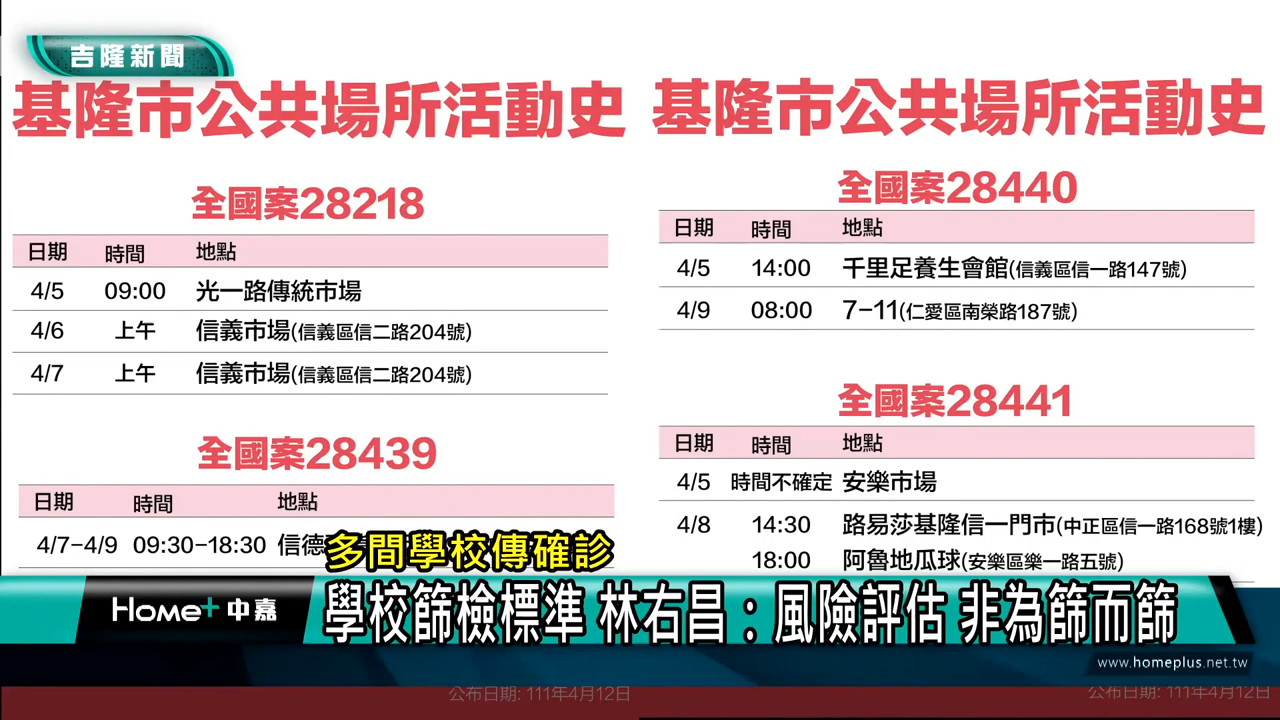 吉隆新聞
基隆市公共場所活動史
全國案28218
日期 時間 地點
4/5 09:00 光一路傳統市場
4/6 上午 信義市場(信義區信二路204號)
4/7 上午 信義市場(信義區信二路204號)
全國案28439
日期 時間 地點
4/7-4/9 09:30-18:30 信德
基隆市公共場所活動史
全國案28440
日期 時間 地點
4/5 14:00 千里足養生會館(信義區信一路147號)
4/9 08:00 7-11(仁愛區南榮路187號)
全國案28441
日期 時間 地點
4/5 時間不確定 安樂市場
4/8 14:30 路易莎基隆信一門市(中正區信一路168號1樓)
18:00 阿魯地瓜球(安樂區樂一路五號)
多間學校傳確診
Home+中嘉
學校篩檢標準 林右昌：風險評估 非為篩而篩
www.homeplus.net.tw
公布日期: 111年4月12日
公布日期: 111年4月12日